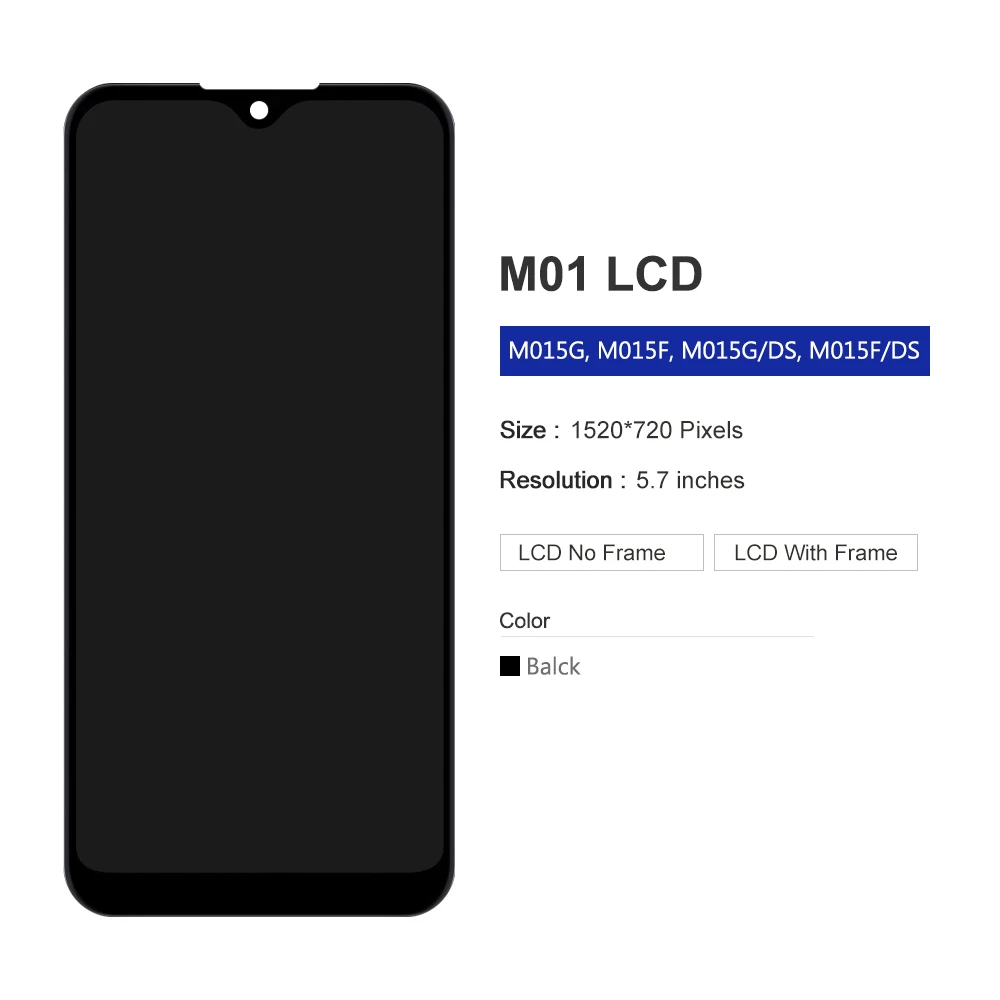 M01 LCD
M015G, M015F, M015G/DS, M015F/DS
Size : 1520*720 Pixels
Resolution : 5.7 inches
LCD No Frame LCD With Frame
Color
Balck